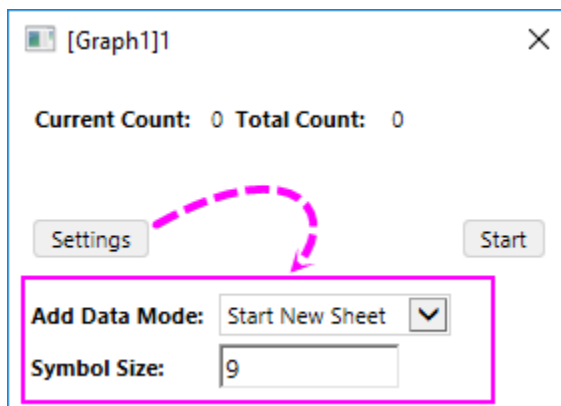 [Graph1]1
Current Count: 0 Total Count: 0
Settings Start
Add Data Mode: Start New Sheet
Symbol Size: 9